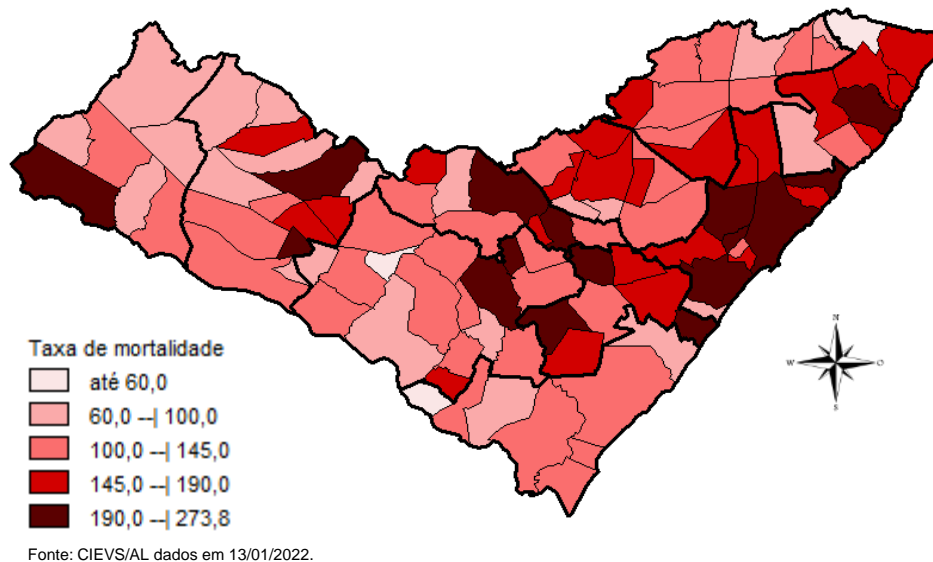 N
W
O
S
Taxa de mortalidade
até 60,0
60,0 --| 100,0
100,0 --| 145,0
145,0 --| 190,0
190,0 --| 273,8
Fonte: CIEVS/AL dados em 13/01/2022.